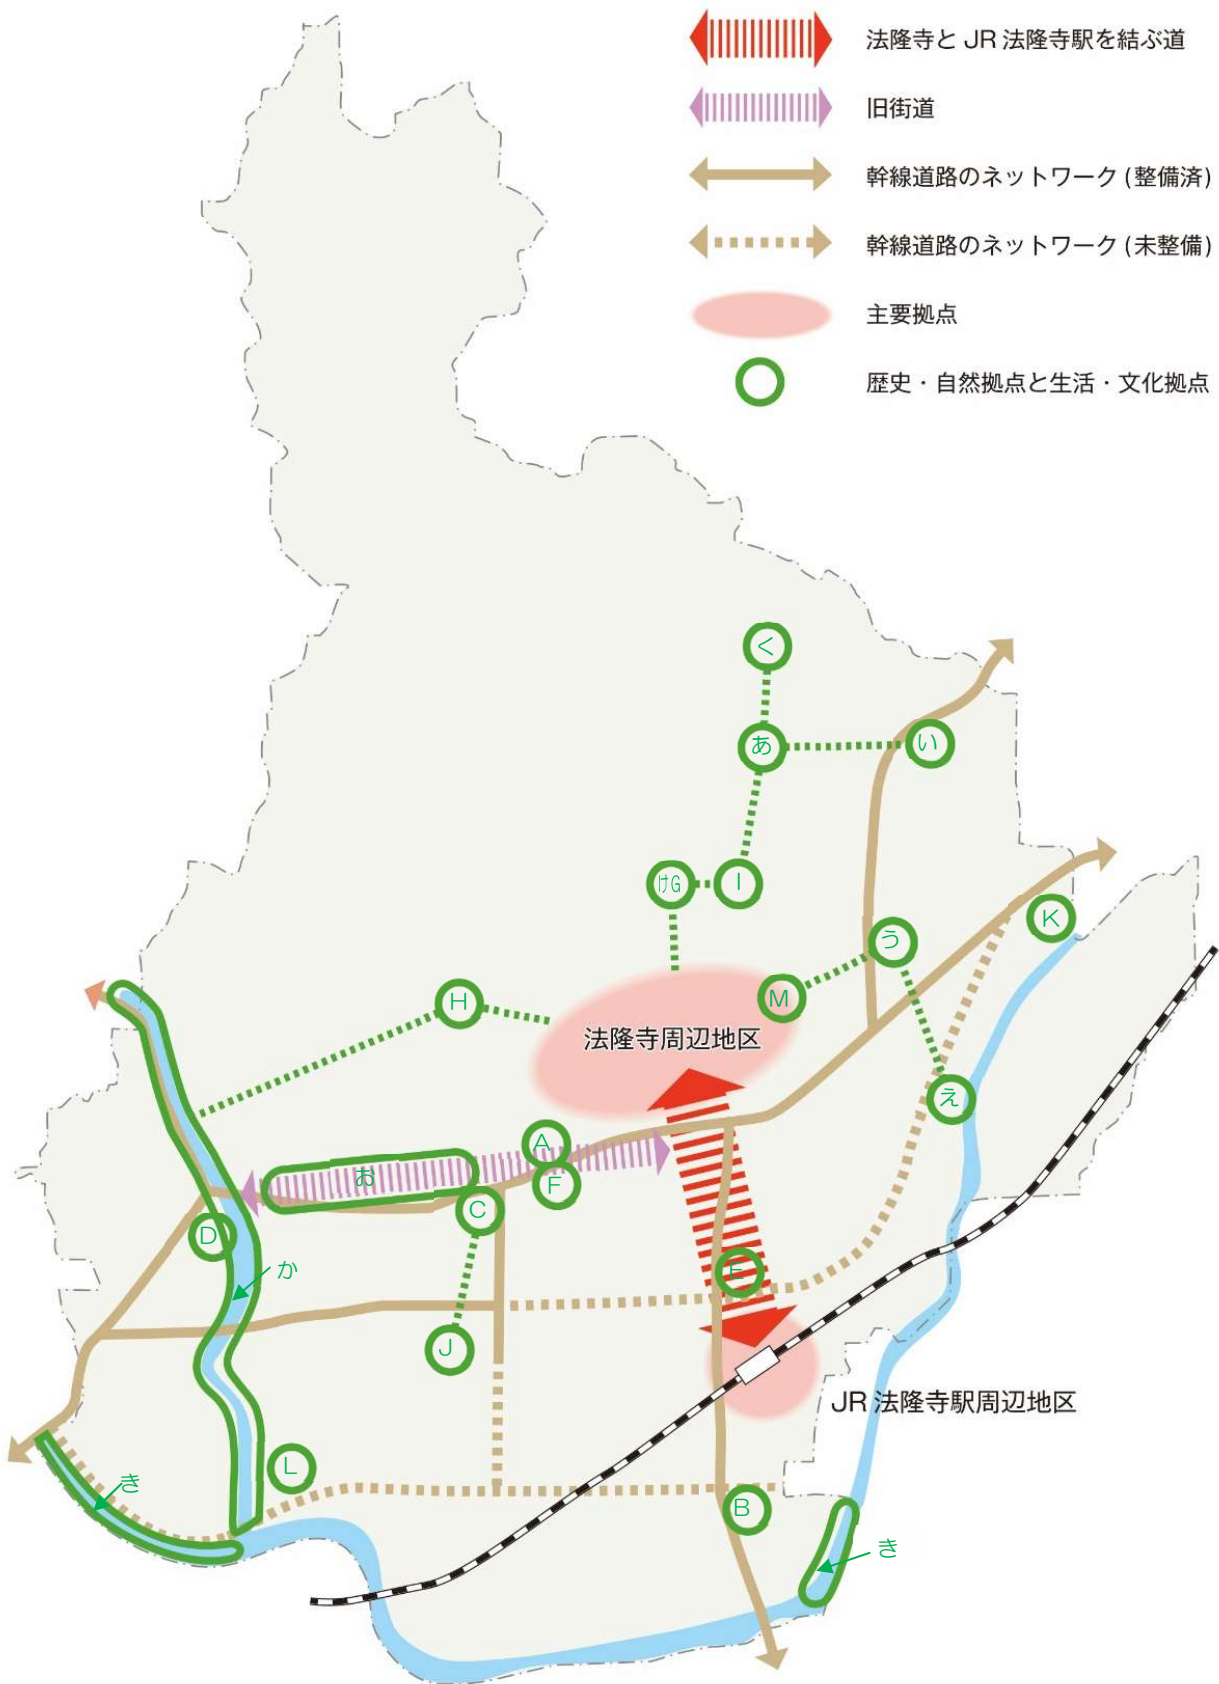 法隆寺と JR 法隆寺駅を結ぶ道
旧街道
幹線道路のネットワーク (整備済)
幹線道路のネットワーク (未整備)
主要拠点
歴史・自然拠点と生活・文化拠点
く
あ
い
けG
I
K
う
H
M
法隆寺周辺地区
え
A
お
F
C
D
か
E
J
JR 法隆寺駅周辺地区
L
き
B
き